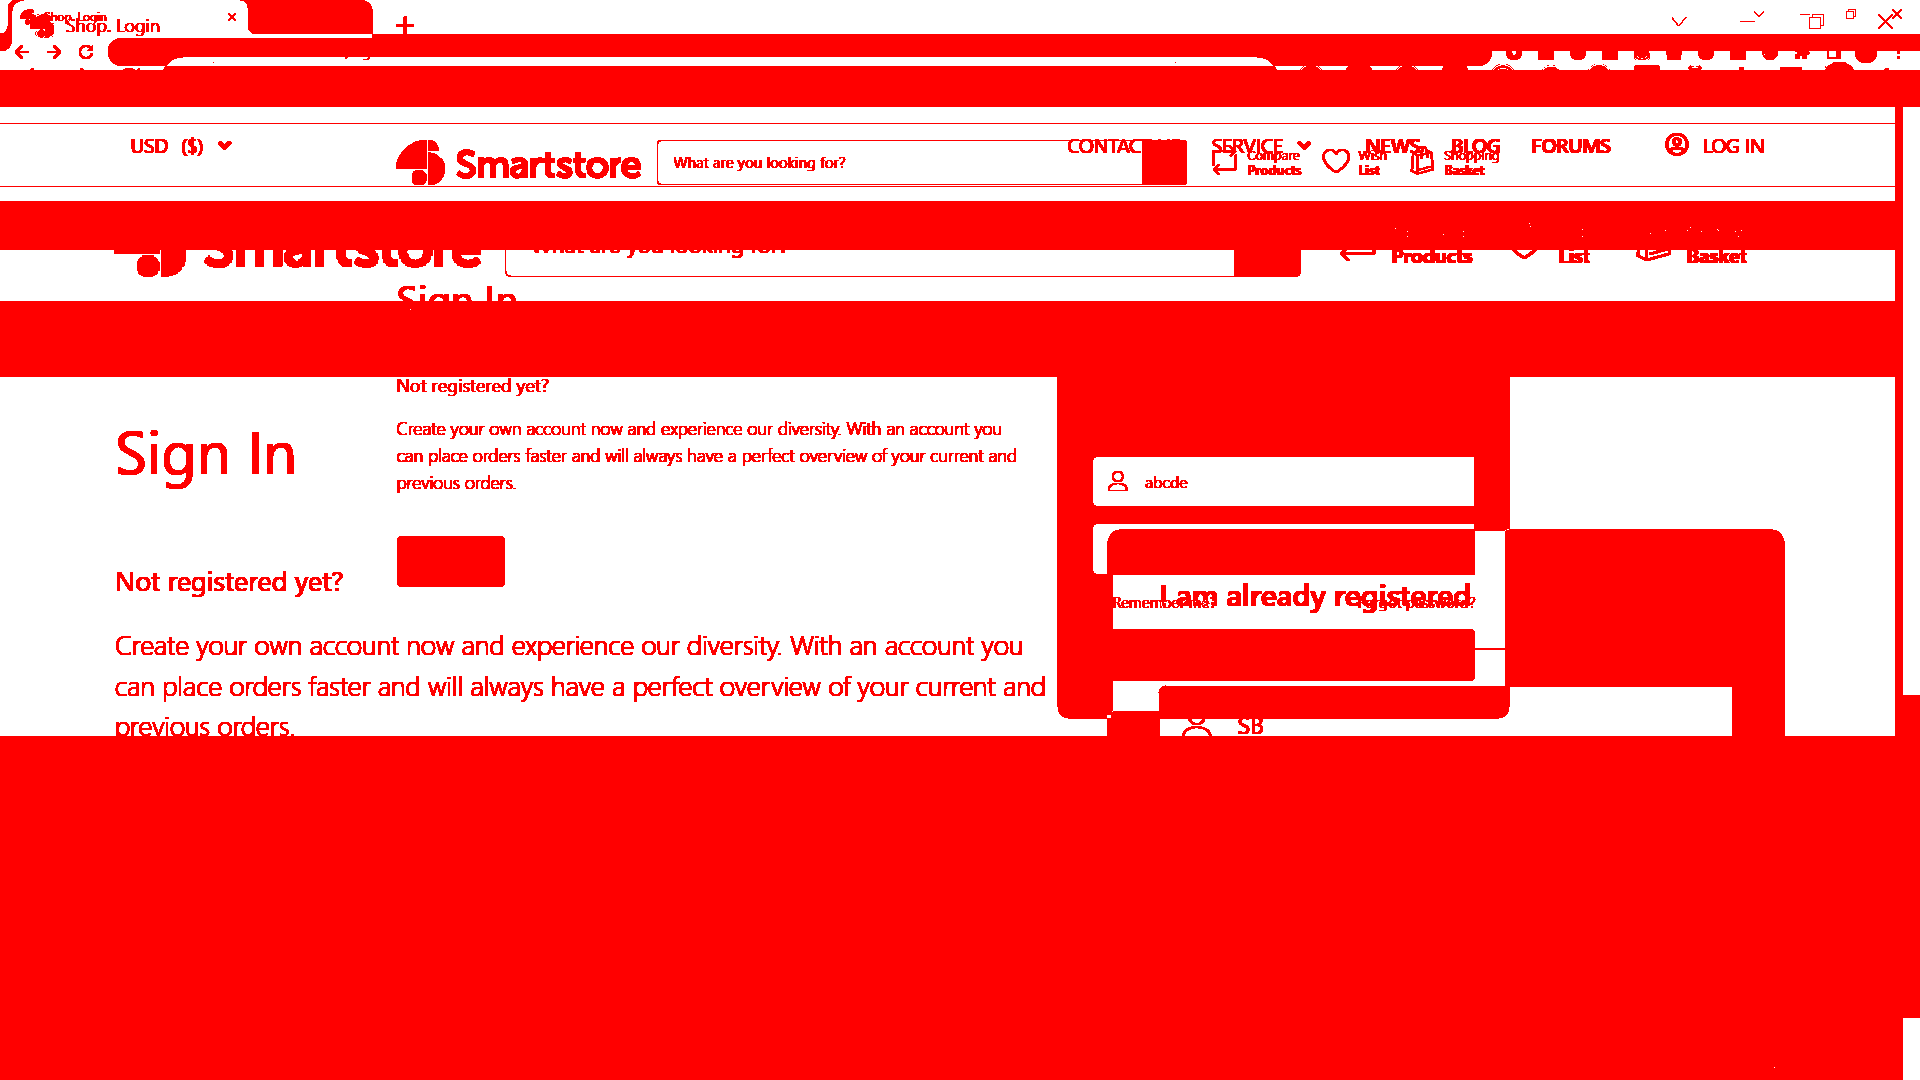 Shop. Login
Shop. Login
USD ($)
SERVICE
NEWS
BLOG
FORUMS
LOG IN
Smartstore
What are you looking for?
Compare
Products
Wish
List
Shopping
Basket
Smartstore
What are you looking for?
Products
List
Basket
Sign In
Not registered yet?
Create your own account now and experience our diversity. With an account you
can place orders faster and will always have a perfect overview of your current and
previous orders.
abcde
Sign In
Not registered yet?
I am already registered
Remember me?
Forgot password?
Create your own account now and experience our diversity. With an account you
can place orders faster and will always have a perfect overview of your current and
previous orders.
SB